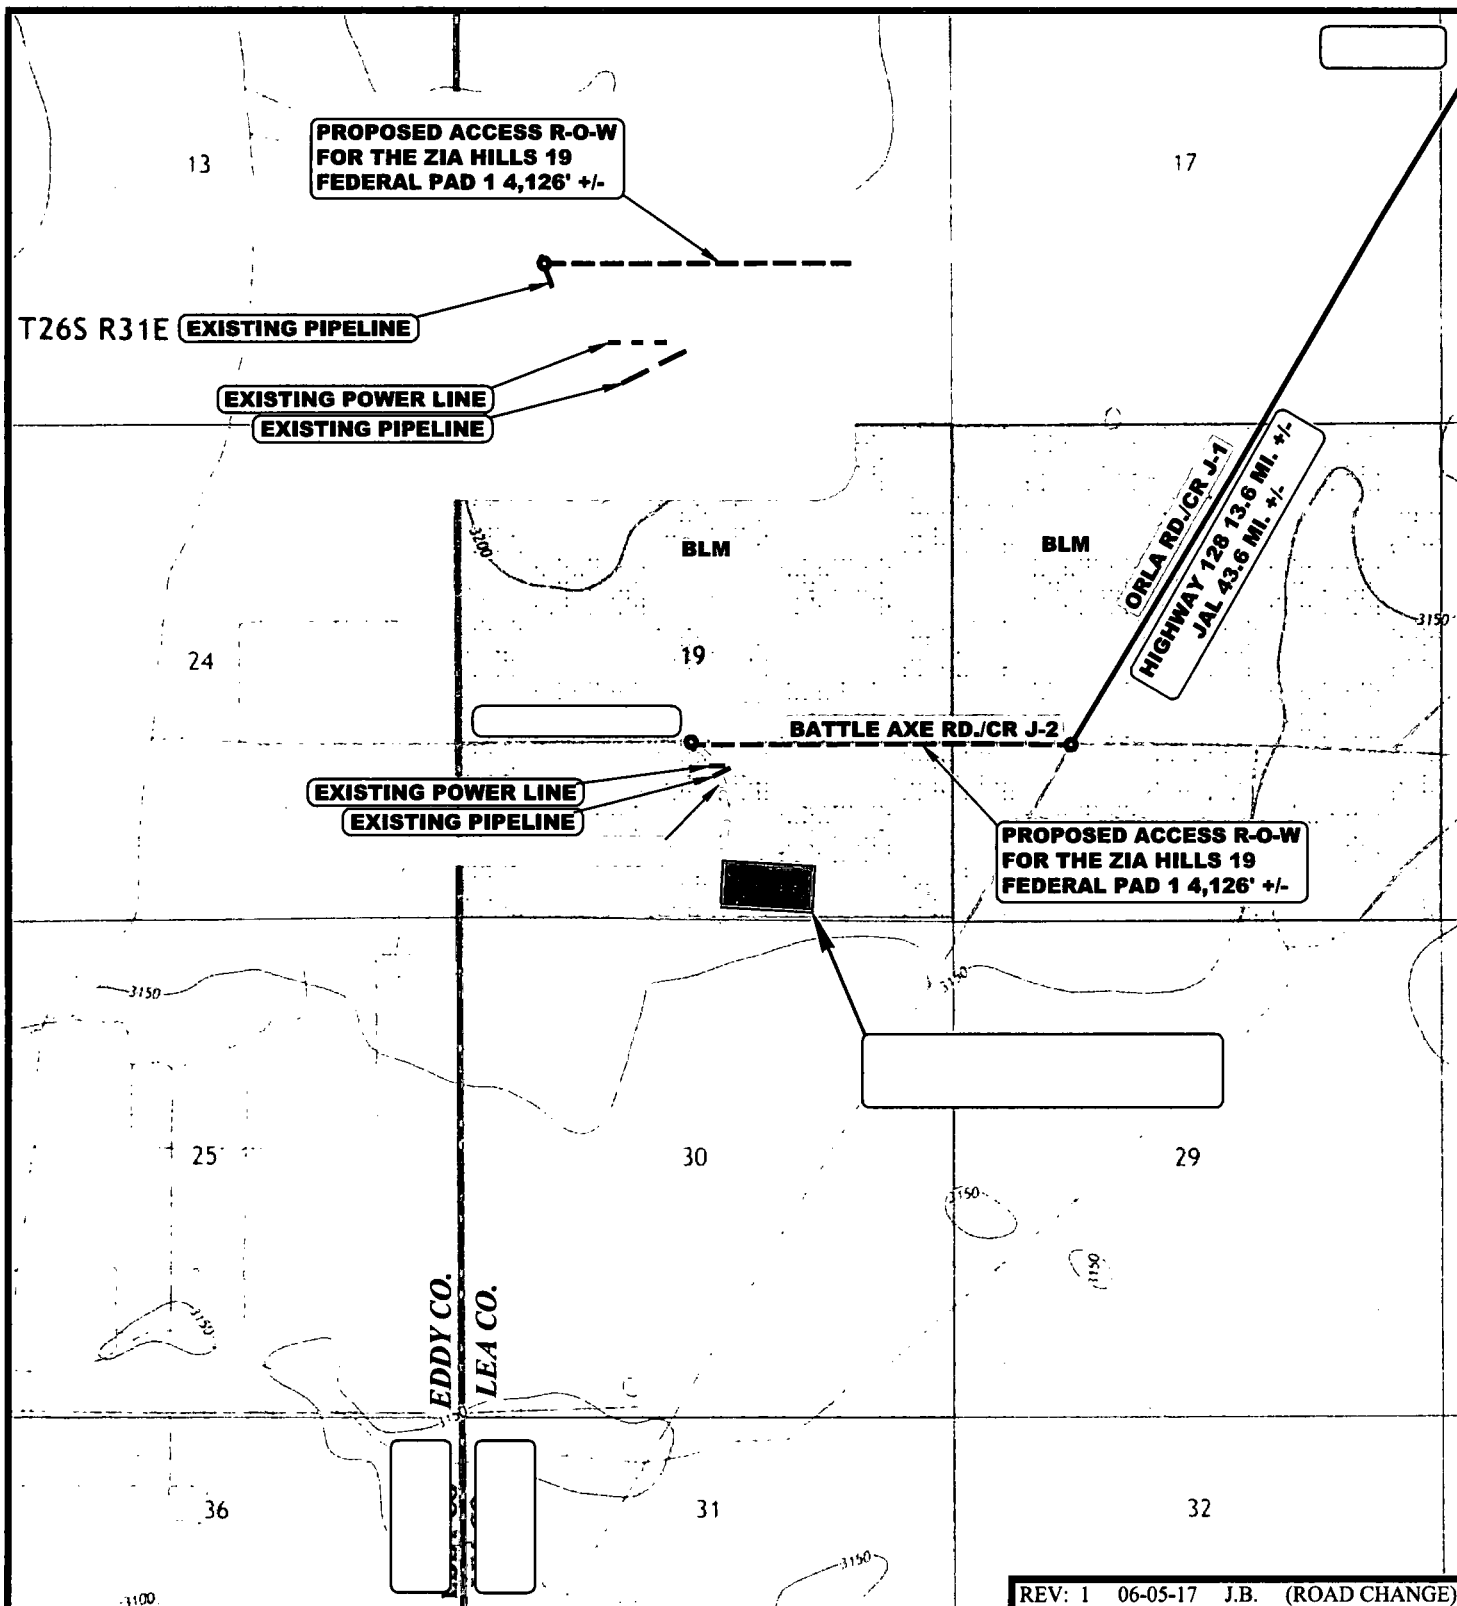 PROPOSED ACCESS R-O-W
FOR THE ZIA HILLS 19
FEDERAL PAD 1 4,126' +/-
13
17
T26S R31E
EXISTING PIPELINE
EXISTING POWER LINE
EXISTING PIPELINE
ORLA RD./CR J-1
HIGHWAY 128 13.6 MI. +/-
JAL 43.6 MI. +/-
3200
BLM
BLM
3150
24
19
BATTLE AXE RD./CR J-2
EXISTING POWER LINE
EXISTING PIPELINE
PROPOSED ACCESS R-O-W
FOR THE ZIA HILLS 19
FEDERAL PAD 1 4,126' +/-
3150
3150
25
30
29
3150
3150
3150
EDDY CO.
LEA CO.
36
31
32
3150
3100
REV: 1 06-05-17 J.B. (ROAD CHANGE)